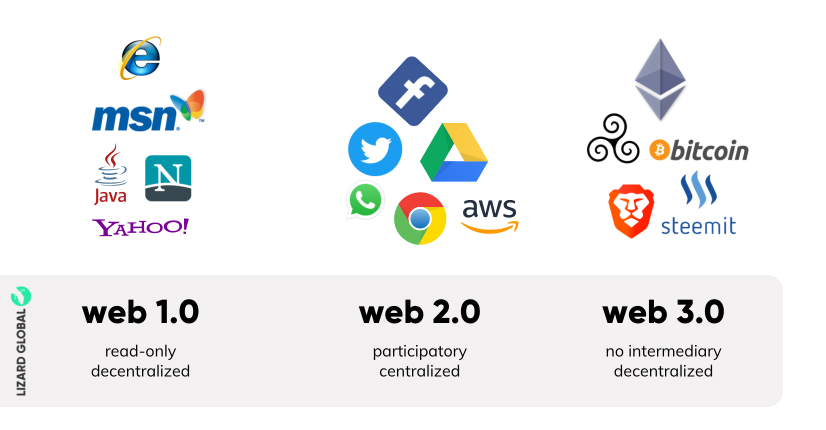 msn
TM
Java
N
YAHOO!
f
aws
bitcoin
steemit
LIZARD GLOBAL
web 1.0
read-only
decentralized
web 2.0
participatory
centralized
web 3.0
no intermediary
decentralized